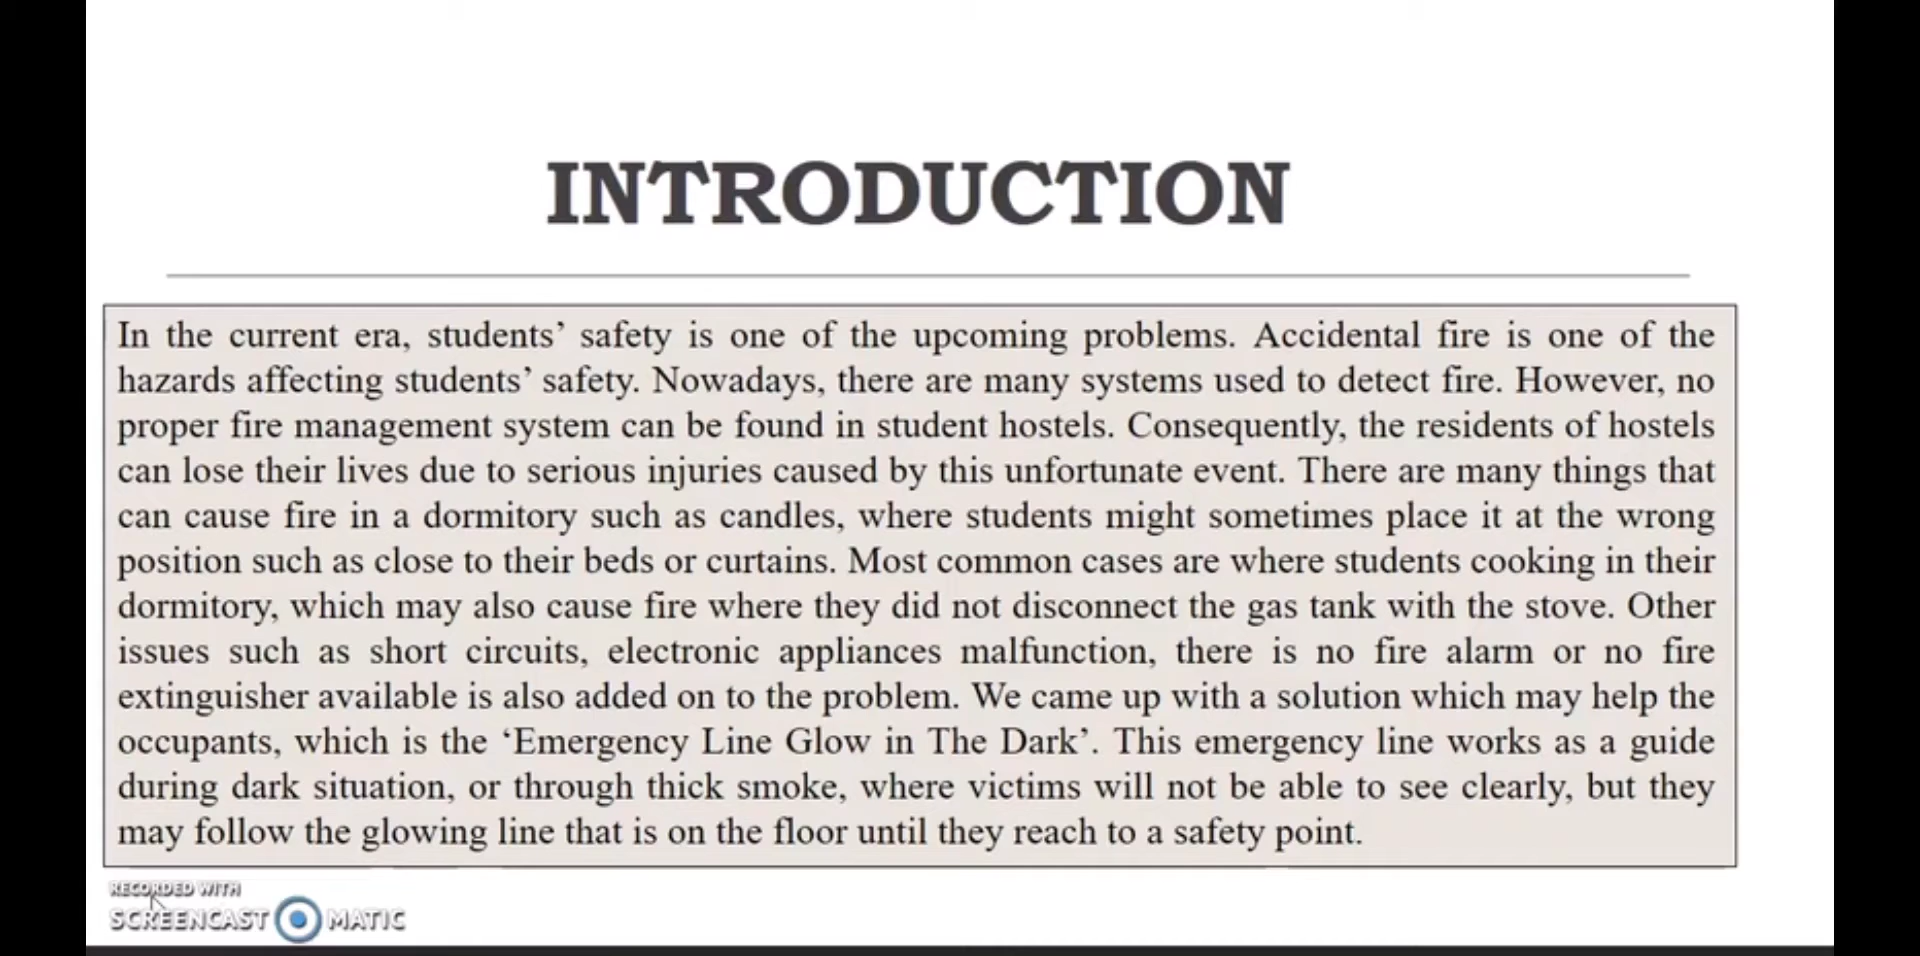 INTRODUCTION
In the current era, students’ safety is one of the upcoming problems. Accidental fire is one of the
hazards affecting students’ safety. Nowadays, there are many systems used to detect fire. However, no
proper fire management system can be found in student hostels. Consequently, the residents of hostels
can lose their lives due to serious injuries caused by this unfortunate event. There are many things that
can cause fire in a dormitory such as candles, where students might sometimes place it at the wrong
position such as close to their beds or curtains. Most common cases are where students cooking in their
dormitory, which may also cause fire where they did not disconnect the gas tank with the stove. Other
issues such as short circuits, electronic appliances malfunction, there is no fire alarm or no fire
extinguisher available is also added on to the problem. We came up with a solution which may help the
occupants, which is the ‘Emergency Line Glow in The Dark’. This emergency line works as a guide
during dark situation, or through thick smoke, where victims will not be able to see clearly, but they
may follow the glowing line that is on the floor until they reach to a safety point.
RECORDED WITH
SCREENCAST MATIC